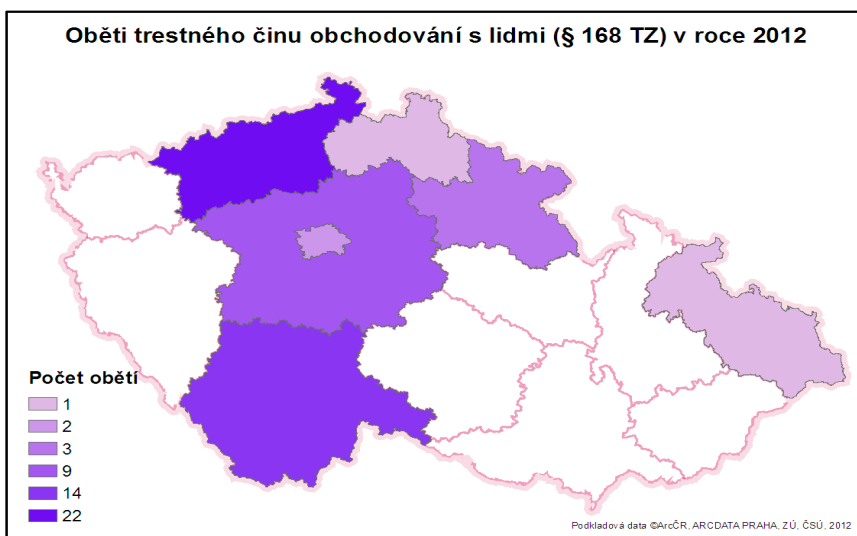 Oběti trestného činu obchodování s lidmi (§ 168 TZ) v roce 2012
Počet obětí
1
2
3
9
14
22
Podkladová data ©ArcČR, ARCDATA PRAHA, ZÚ, ČSÚ, 2012